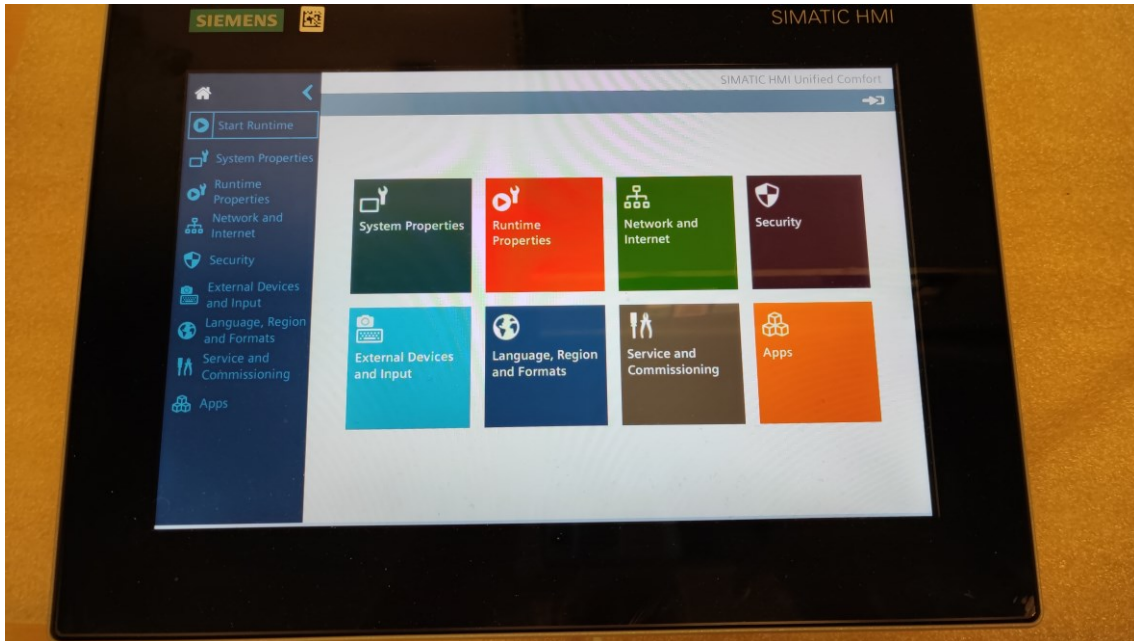 SIEMENS
SIMATIC HMI
SIMATIC HMI Unified Comfort
Start Runtime
System Properties
Runtime
Properties
Network and
Internet
Security
External Devices
and Input
Language, Region
and Formats
Service and
Commissioning
Apps
System Properties
Runtime
Properties
Network and
Internet
Security
External Devices
and Input
Language, Region
and Formats
Service and
Commissioning
Apps